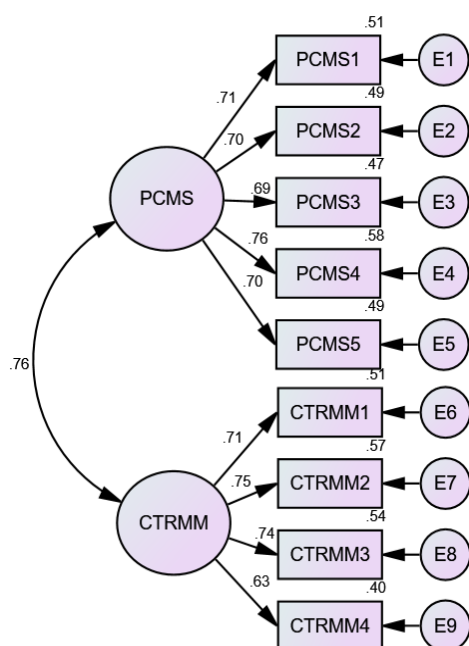 .51
PCMS1
E1
.71
.49
PCMS2
E2
.70
.47
PCMS
.69
PCMS3
E3
.58
.76
PCMS4
E4
.70
.49
PCMS5
E5
.76
.51
CTRMM1
E6
.71
.57
CTRMM2
E7
.75
.54
CTRMM
.74
CTRMM3
E8
.63
.40
CTRMM4
E9